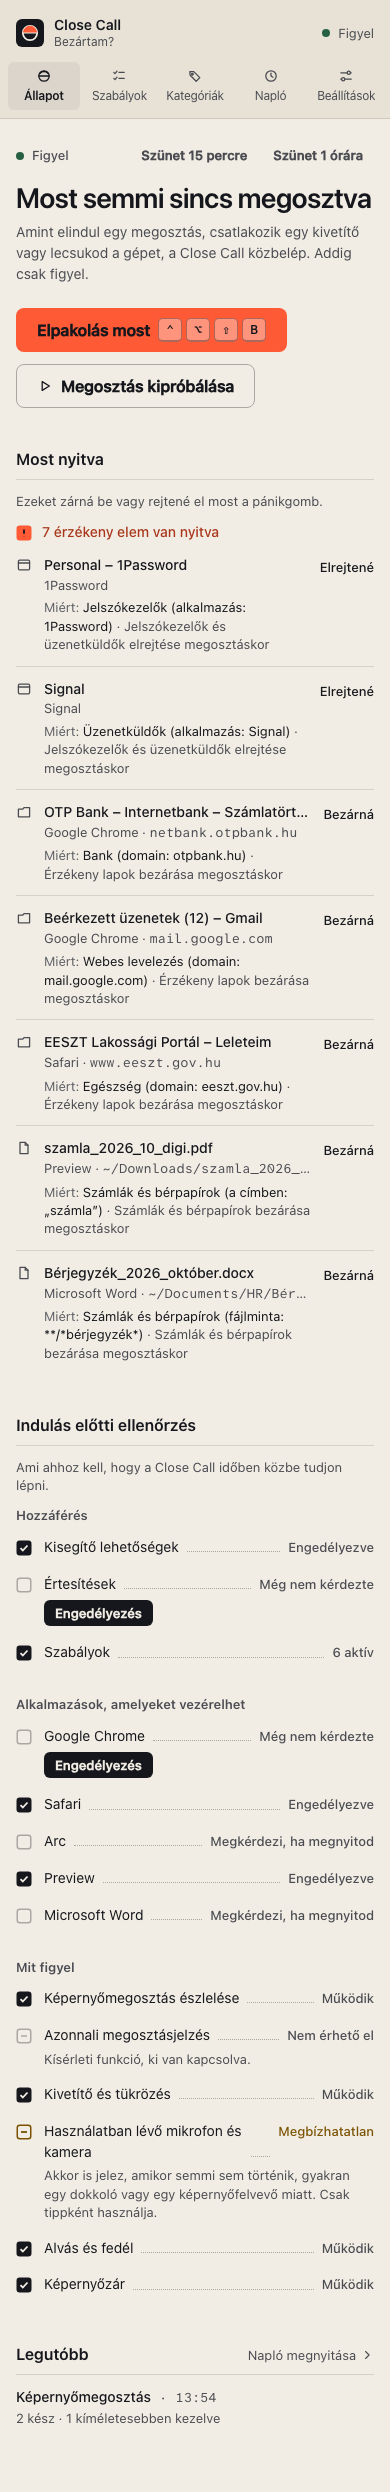 Close Call
Bezártam?
Figyel
Állapot
Szabályok
Kategóriák
Napló
Beállítások
Figyel
Szünet 15 percre
Szünet 1 órára
Most semmi sincs megosztva
Amint elindul egy megosztás, csatlakozik egy kivetítő
vagy lecsukod a gépet, a Close Call közbelép. Addig
csak figyel.
Elpakolás most ⌃ ⌥ ⇧ B
Megosztás kipróbálása
Most nyitva
Ezeket zárná be vagy rejtené el most a pánikgomb.
7 érzékeny elem van nyitva
Personal – 1Password
Elrejtené
1Password
Miért: Jelszókezelők (alkalmazás:
1Password) · Jelszókezelők és
üzenetküldők elrejtése megosztáskor
Signal
Elrejtené
Signal
Miért: Üzenetküldők (alkalmazás: Signal) ·
Jelszókezelők és üzenetküldők elrejtése
megosztáskor
OTP Bank – Internetbank – Számlatört…
Bezárná
Google Chrome · netbank.otpbank.hu
Miért: Bank (domain: otpbank.hu) ·
Érzékeny lapok bezárása megosztáskor
Beérkezett üzenetek (12) – Gmail
Bezárná
Google Chrome · mail.google.com
Miért: Webes levelezés (domain:
mail.google.com) · Érzékeny lapok bezárása
megosztáskor
EESZT Lakossági Portál – Leleteim
Bezárná
Safari · www.eeszt.gov.hu
Miért: Egészség (domain: eeszt.gov.hu) ·
Érzékeny lapok bezárása megosztáskor
szamla_2026_10_digi.pdf
Bezárná
Preview · ~/Downloads/szamla_2026_…
Miért: Számlák és bérpapírok (a címben:
„számla”) · Számlák és bérpapírok bezárása
megosztáskor
Bérjegyzék_2026_október.docx
Bezárná
Microsoft Word · ~/Documents/HR/Bér…
Miért: Számlák és bérpapírok (fájlminta:
**/*bérjegyzék*) · Számlák és bérpapírok
bezárása megosztáskor
Indulás előtti ellenőrzés
Ami ahhoz kell, hogy a Close Call időben közbe tudjon
lépni.
Hozzáférés
Kisegítő lehetőségek
Engedélyezve
Értesítések
Még nem kérdezte
Engedélyezés
Szabályok
6 aktív
Alkalmazások, amelyeket vezérelhet
Google Chrome
Még nem kérdezte
Engedélyezés
Safari
Engedélyezve
Arc
Megkérdezi, ha megnyitod
Preview
Engedélyezve
Microsoft Word
Megkérdezi, ha megnyitod
Mit figyel
Képernyőmegosztás észlelése
Működik
Azonnali megosztásjelzés
Nem érhető el
Kísérleti funkció, ki van kapcsolva.
Kivetítő és tükrözés
Működik
Használatban lévő mikrofon és
kamera
Megbízhatatlan
Akkor is jelez, amikor semmi sem történik, gyakran
egy dokkoló vagy egy képernyőfelvevő miatt. Csak
tippként használja.
Alvás és fedél
Működik
Képernyőzár
Működik
Legutóbb
Napló megnyitása
Képernyőmegosztás · 13:54
2 kész · 1 kíméletesebben kezelve